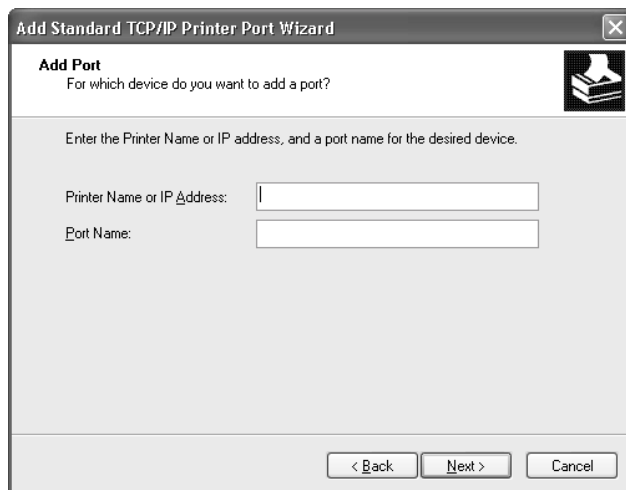 Add Standard TCP/IP Printer Port Wizard
Add Port
For which device do you want to add a port?
Enter the Printer Name or IP address, and a port name for the desired device.
Printer Name or IP Address:
Port Name:
< Back Next > Cancel